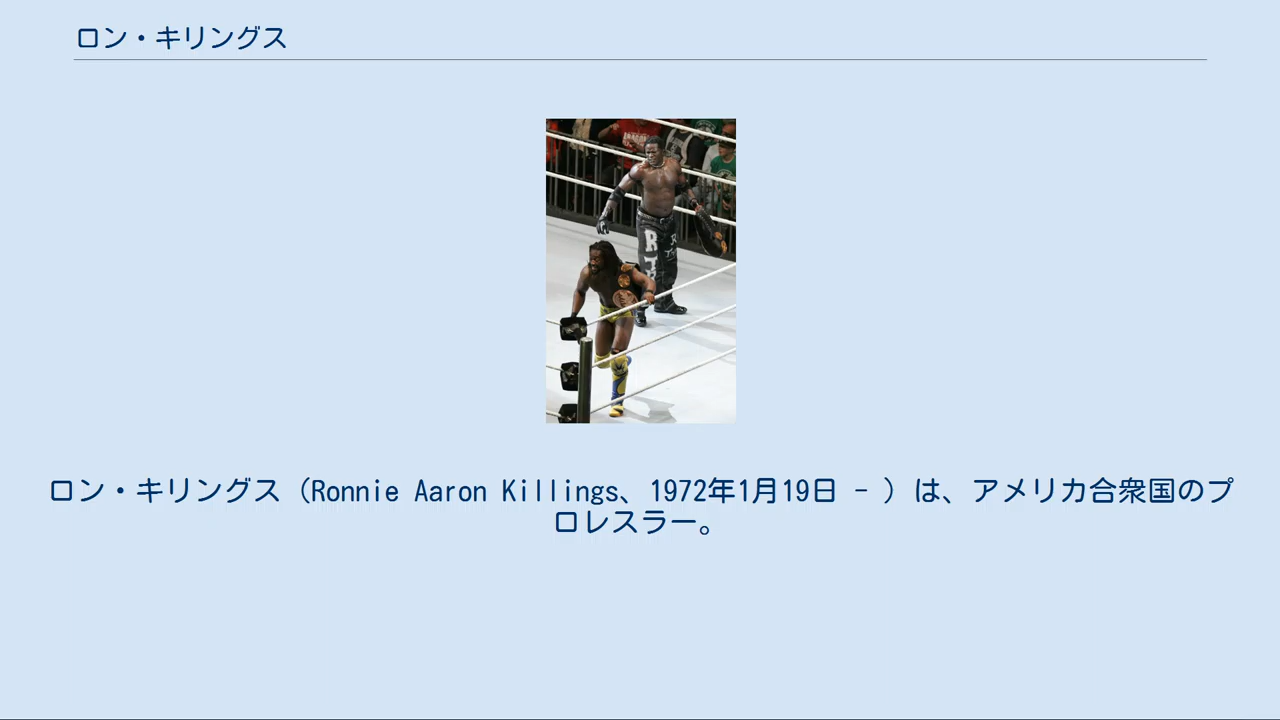 ロン・キリングス
ロン・キリングス（Ronnie Aaron Killings、1972年1月19日 - ）は、アメリカ合衆国のプ
ロレスラー。